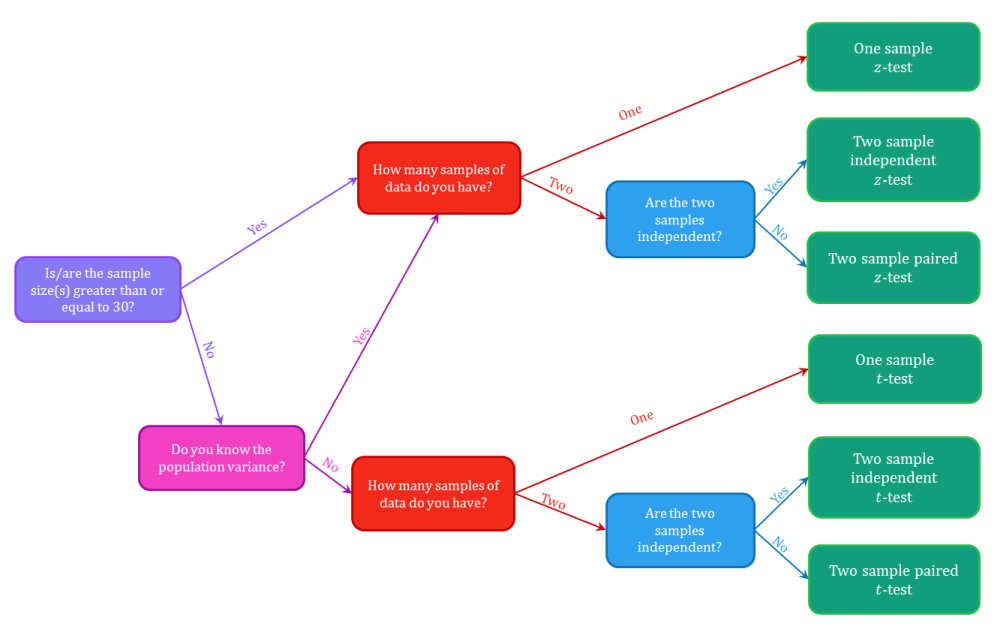 Is/are the sample
size(s) greater than or
equal to 30?
Yes
No
Do you know the
population variance?
Yes
No
How many samples of
data do you have?
One
Two
Are the two
samples
independent?
Yes
No
One sample
z-test
Two sample
independent
z-test
Two sample paired
z-test
How many samples of
data do you have?
One
Two
Are the two
samples
independent?
Yes
No
One sample
t-test
Two sample
independent
t-test
Two sample paired
t-test